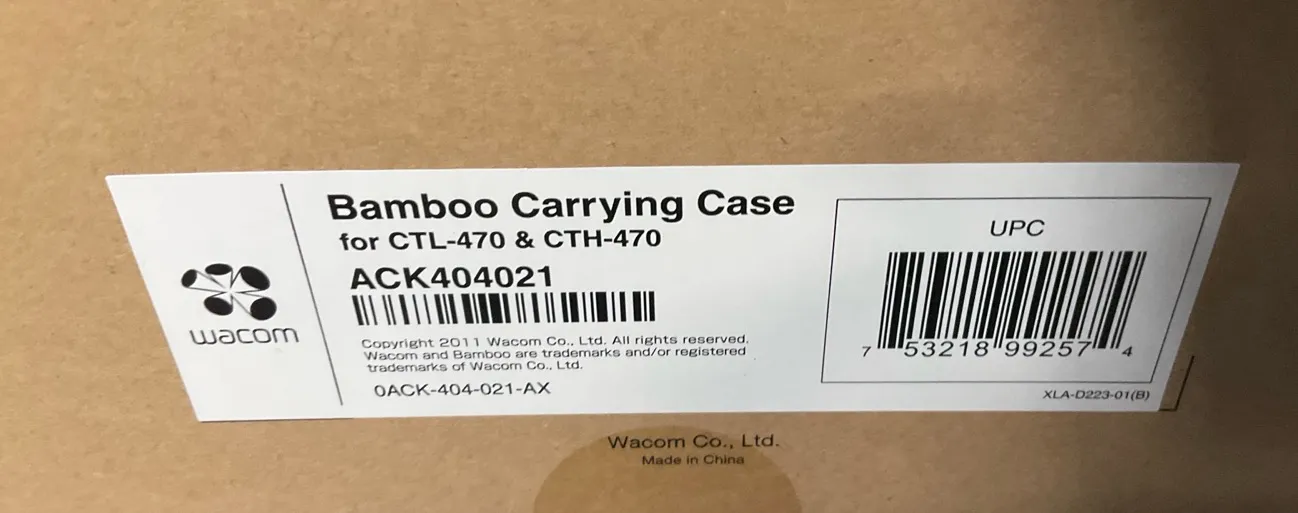 wacom
Bamboo Carrying Case
for CTL-470 & CTH-470
ACK404021
Copyright 2011 Wacom Co., Ltd. All rights reserved.
Wacom and Bamboo are trademarks and/or registered
trademarks of Wacom Co., Ltd.
0ACK-404-021-AX
UPC
7 53218 99257 4
XLA-D223-01(B)
Wacom Co., Ltd.
Made in China